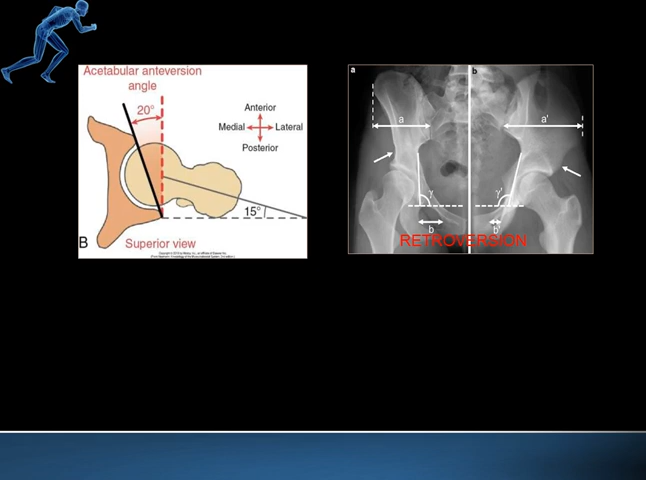 Acetabular anteversion
angle
20°
Anterior
Medial
Lateral
Posterior
15°
B
Superior view
a
b
a
a'
γ
γ'
b
b'
RETROVERSION